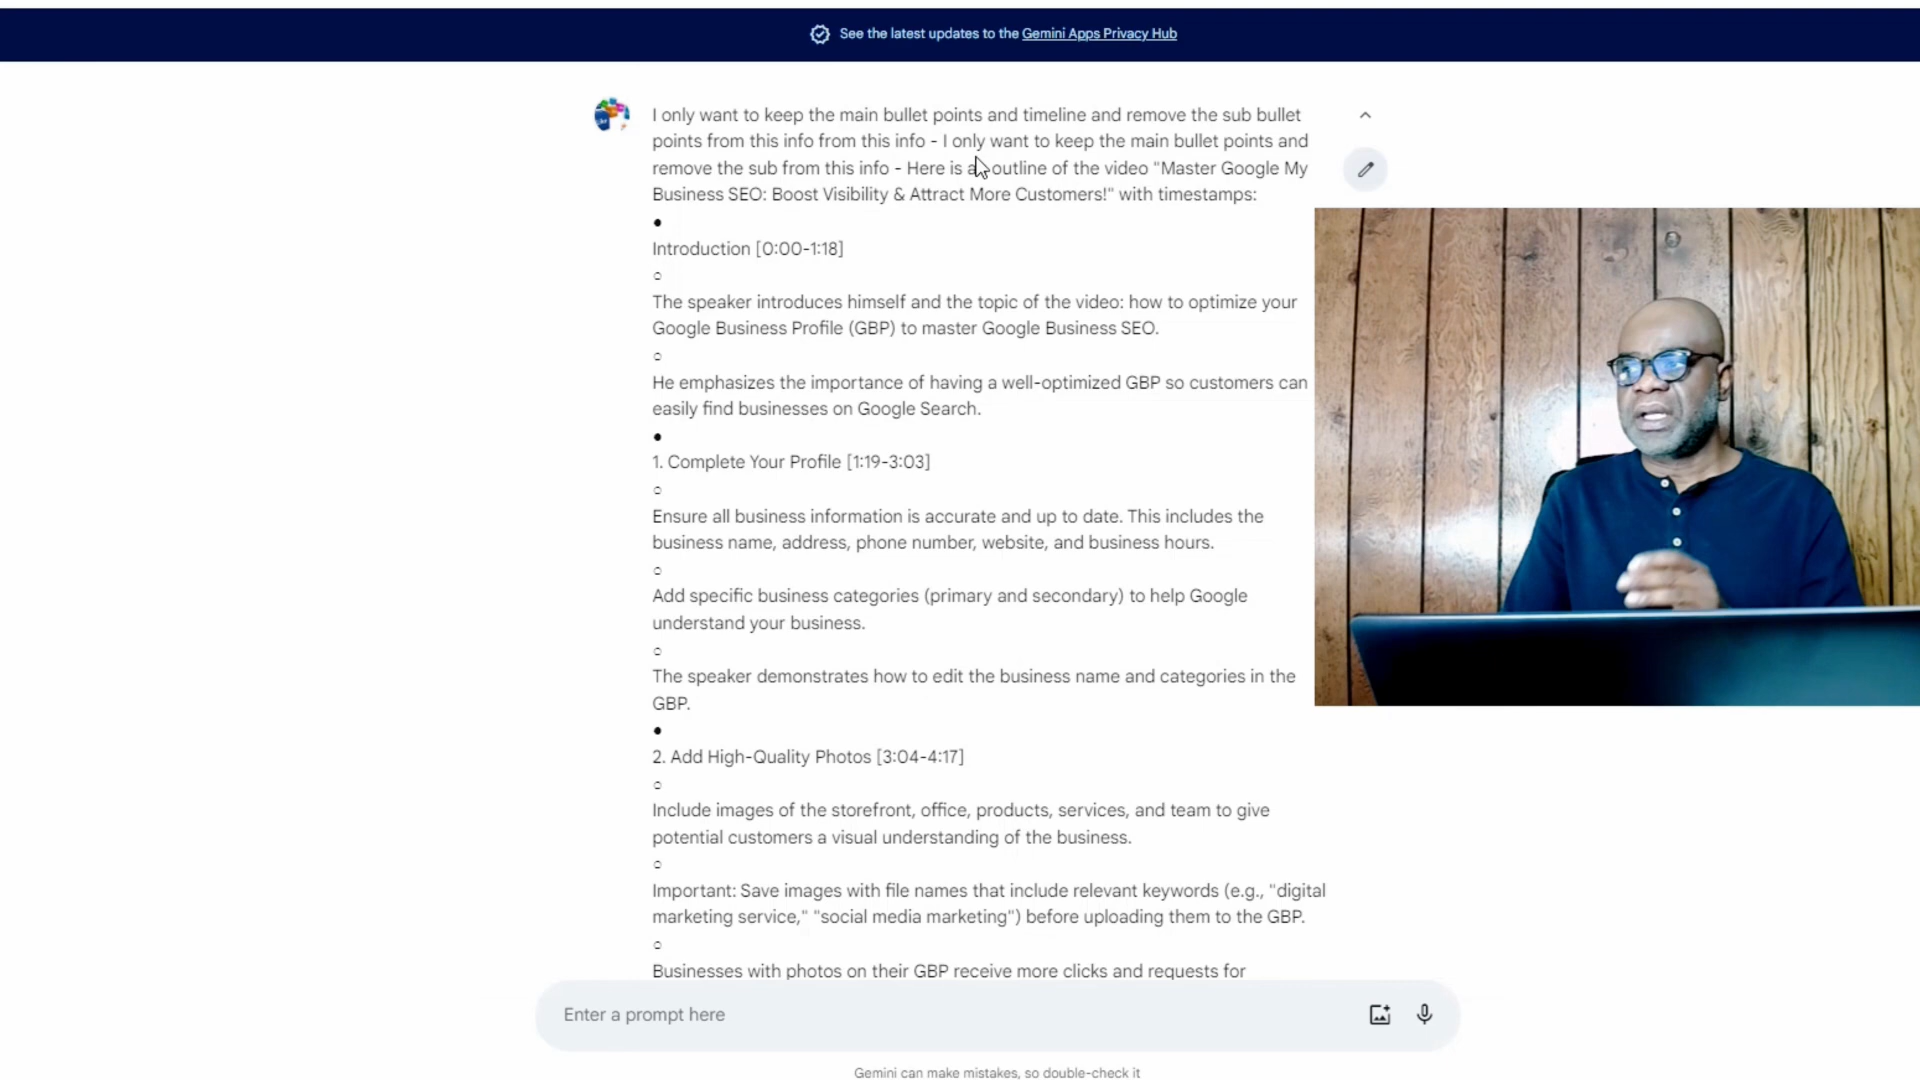 See the latest updates to the Gemini Apps Privacy Hub
I only want to keep the main bullet points and timeline and remove the sub bullet
points from this info from this info - I only want to keep the main bullet points and
remove the sub from this info - Here is outline of the video "Master Google My
Business SEO: Boost Visibility & Attract More Customers!" with timestamps:
●
Introduction [0:00-1:18]
○
The speaker introduces himself and the topic of the video: how to optimize your
Google Business Profile (GBP) to master Google Business SEO.
○
He emphasizes the importance of having a well-optimized GBP so customers can
easily find businesses on Google Search.
●
1. Complete Your Profile [1:19-3:03]
○
Ensure all business information is accurate and up to date. This includes the
business name, address, phone number, website, and business hours.
○
Add specific business categories (primary and secondary) to help Google
understand your business.
○
The speaker demonstrates how to edit the business name and categories in the
GBP.
●
2. Add High-Quality Photos [3:04-4:17]
○
Include images of the storefront, office, products, services, and team to give
potential customers a visual understanding of the business.
○
Important: Save images with file names that include relevant keywords (e.g., "digital
marketing service," "social media marketing") before uploading them to the GBP.
○
Businesses with photos on their GBP receive more clicks and requests for
Enter a prompt here
Gemini can make mistakes, so double-check it